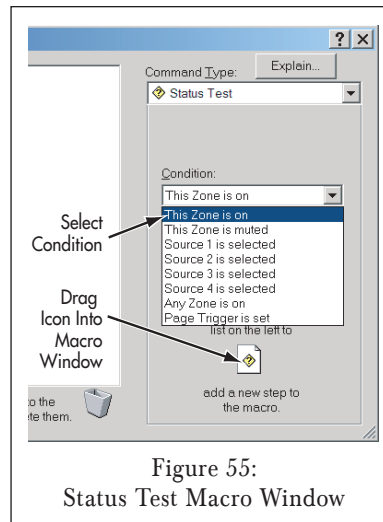 Explain...
Command Type:
Status Test
Condition:
This Zone is on
This Zone is on
This Zone is muted
Source 1 is selected
Source 2 is selected
Source 3 is selected
Source 4 is selected
Any Zone is on
Page Trigger is set
list on the left to
add a new step to
the macro.
Select
Condition
Drag
Icon Into
Macro
Window
to the
te them.
Figure 55:
Status Test Macro Window